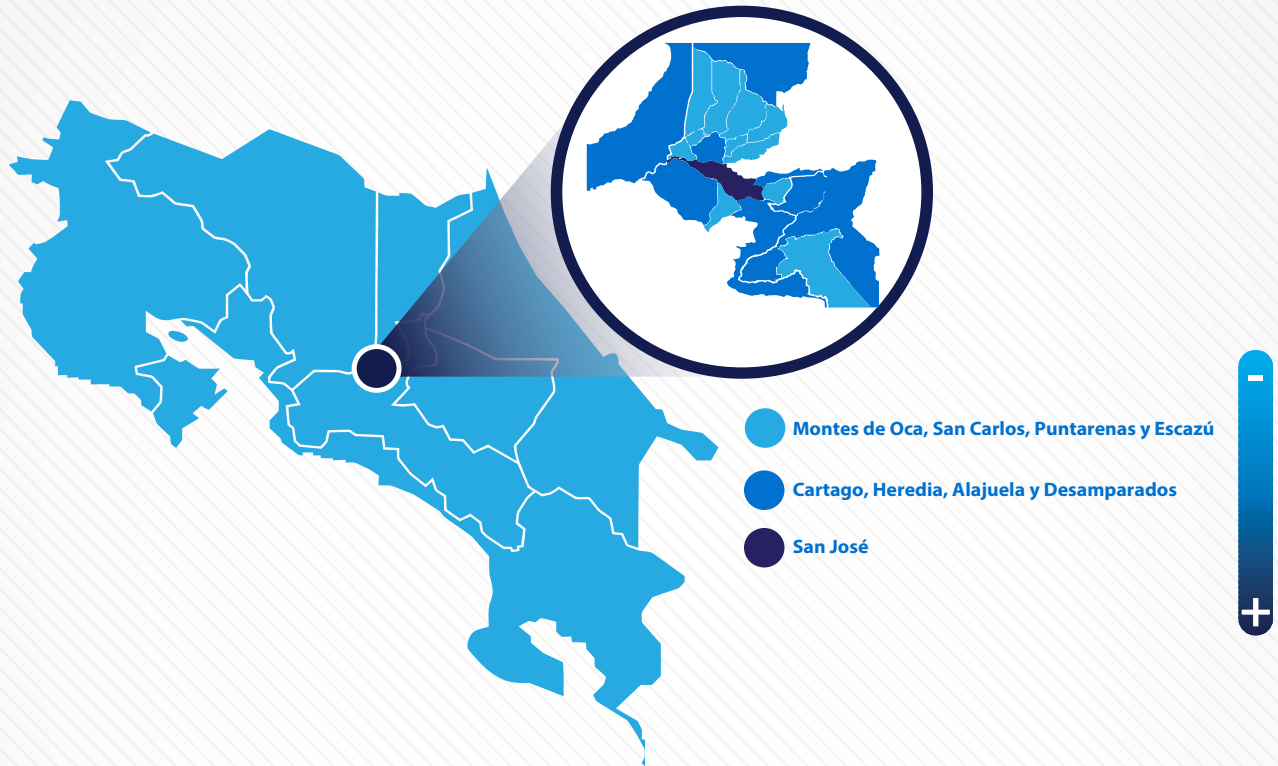 Montes de Oca, San Carlos, Puntarenas y Escazú
Cartago, Heredia, Alajuela y Desamparados
San José
-
+